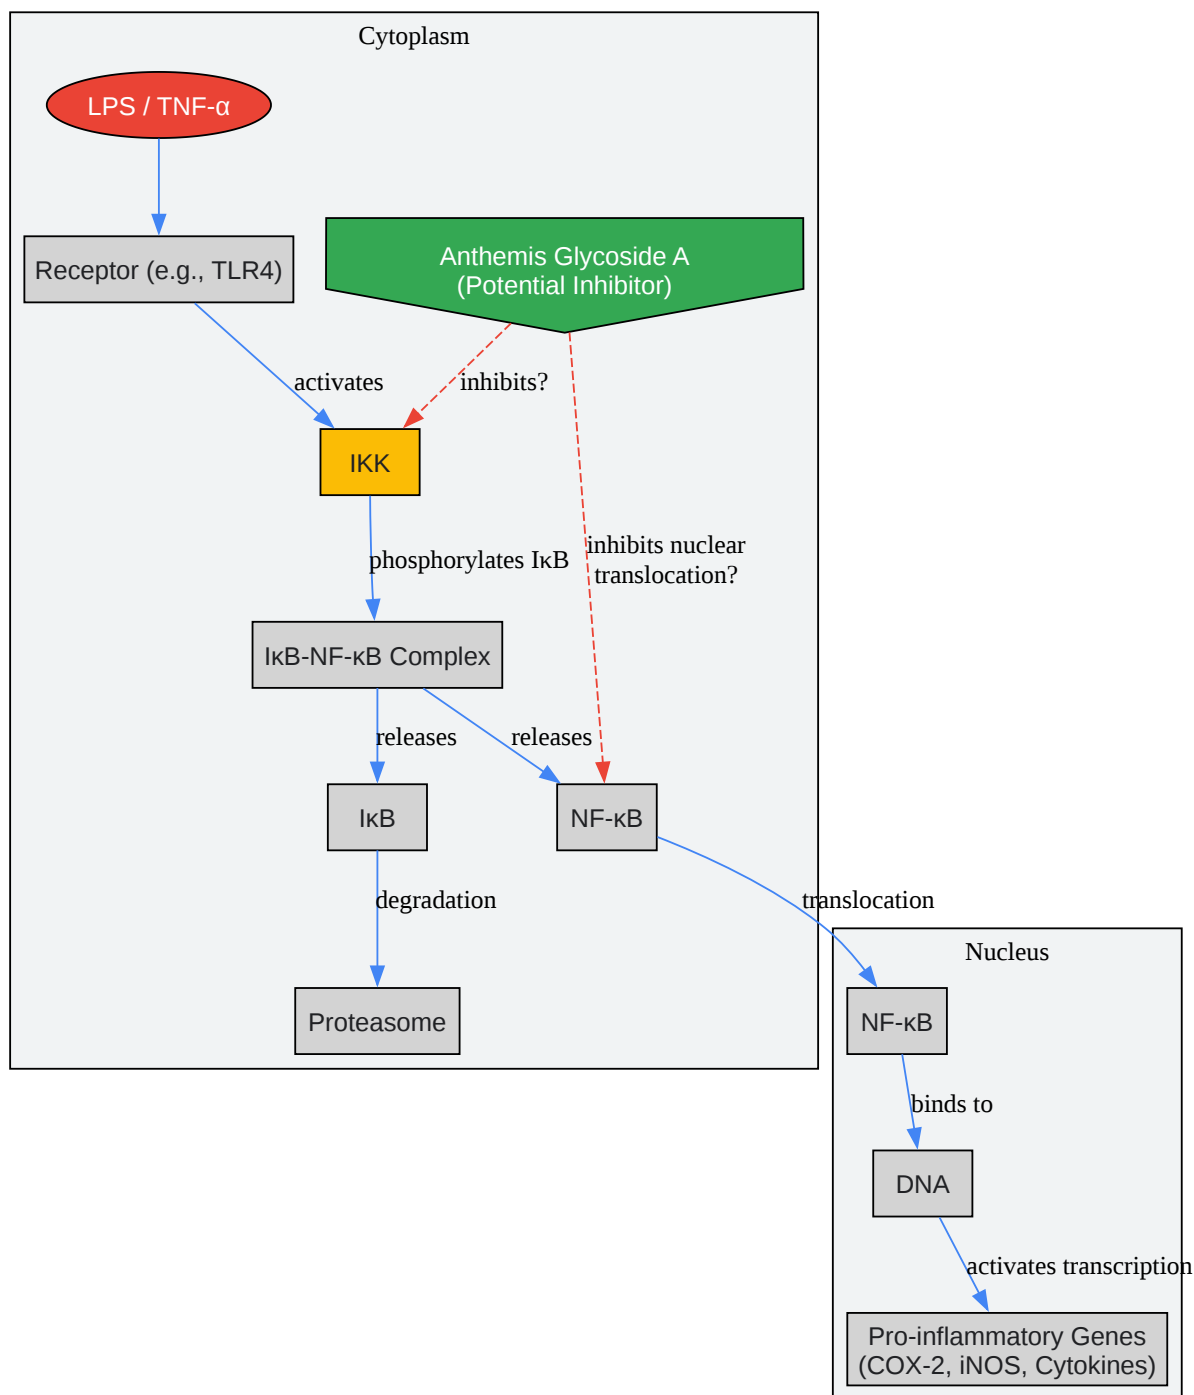 Cytoplasm
LPS / TNF-α
Receptor (e.g., TLR4)
Anthemis Glycoside A
(Potential Inhibitor)
activates
inhibits?
IKK
phosphorylates IκB
inhibits nuclear
translocation?
IκB-NF-κB Complex
releases
releases
IκB
NF-κB
degradation
translocation
Proteasome
Nucleus
NF-κB
binds to
DNA
activates transcription
Pro-inflammatory Genes
(COX-2, iNOS, Cytokines)